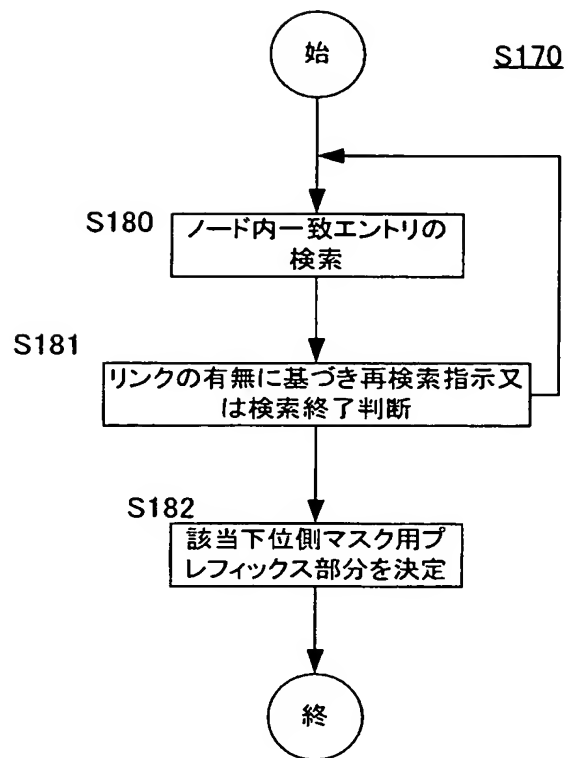 始
S170
S180
ノード内一致エントリの
検索
S181
リンクの有無に基づき再検索指示又
は検索終了判断
S182
該当下位側マスク用プ
レフィックス部分を決定
終